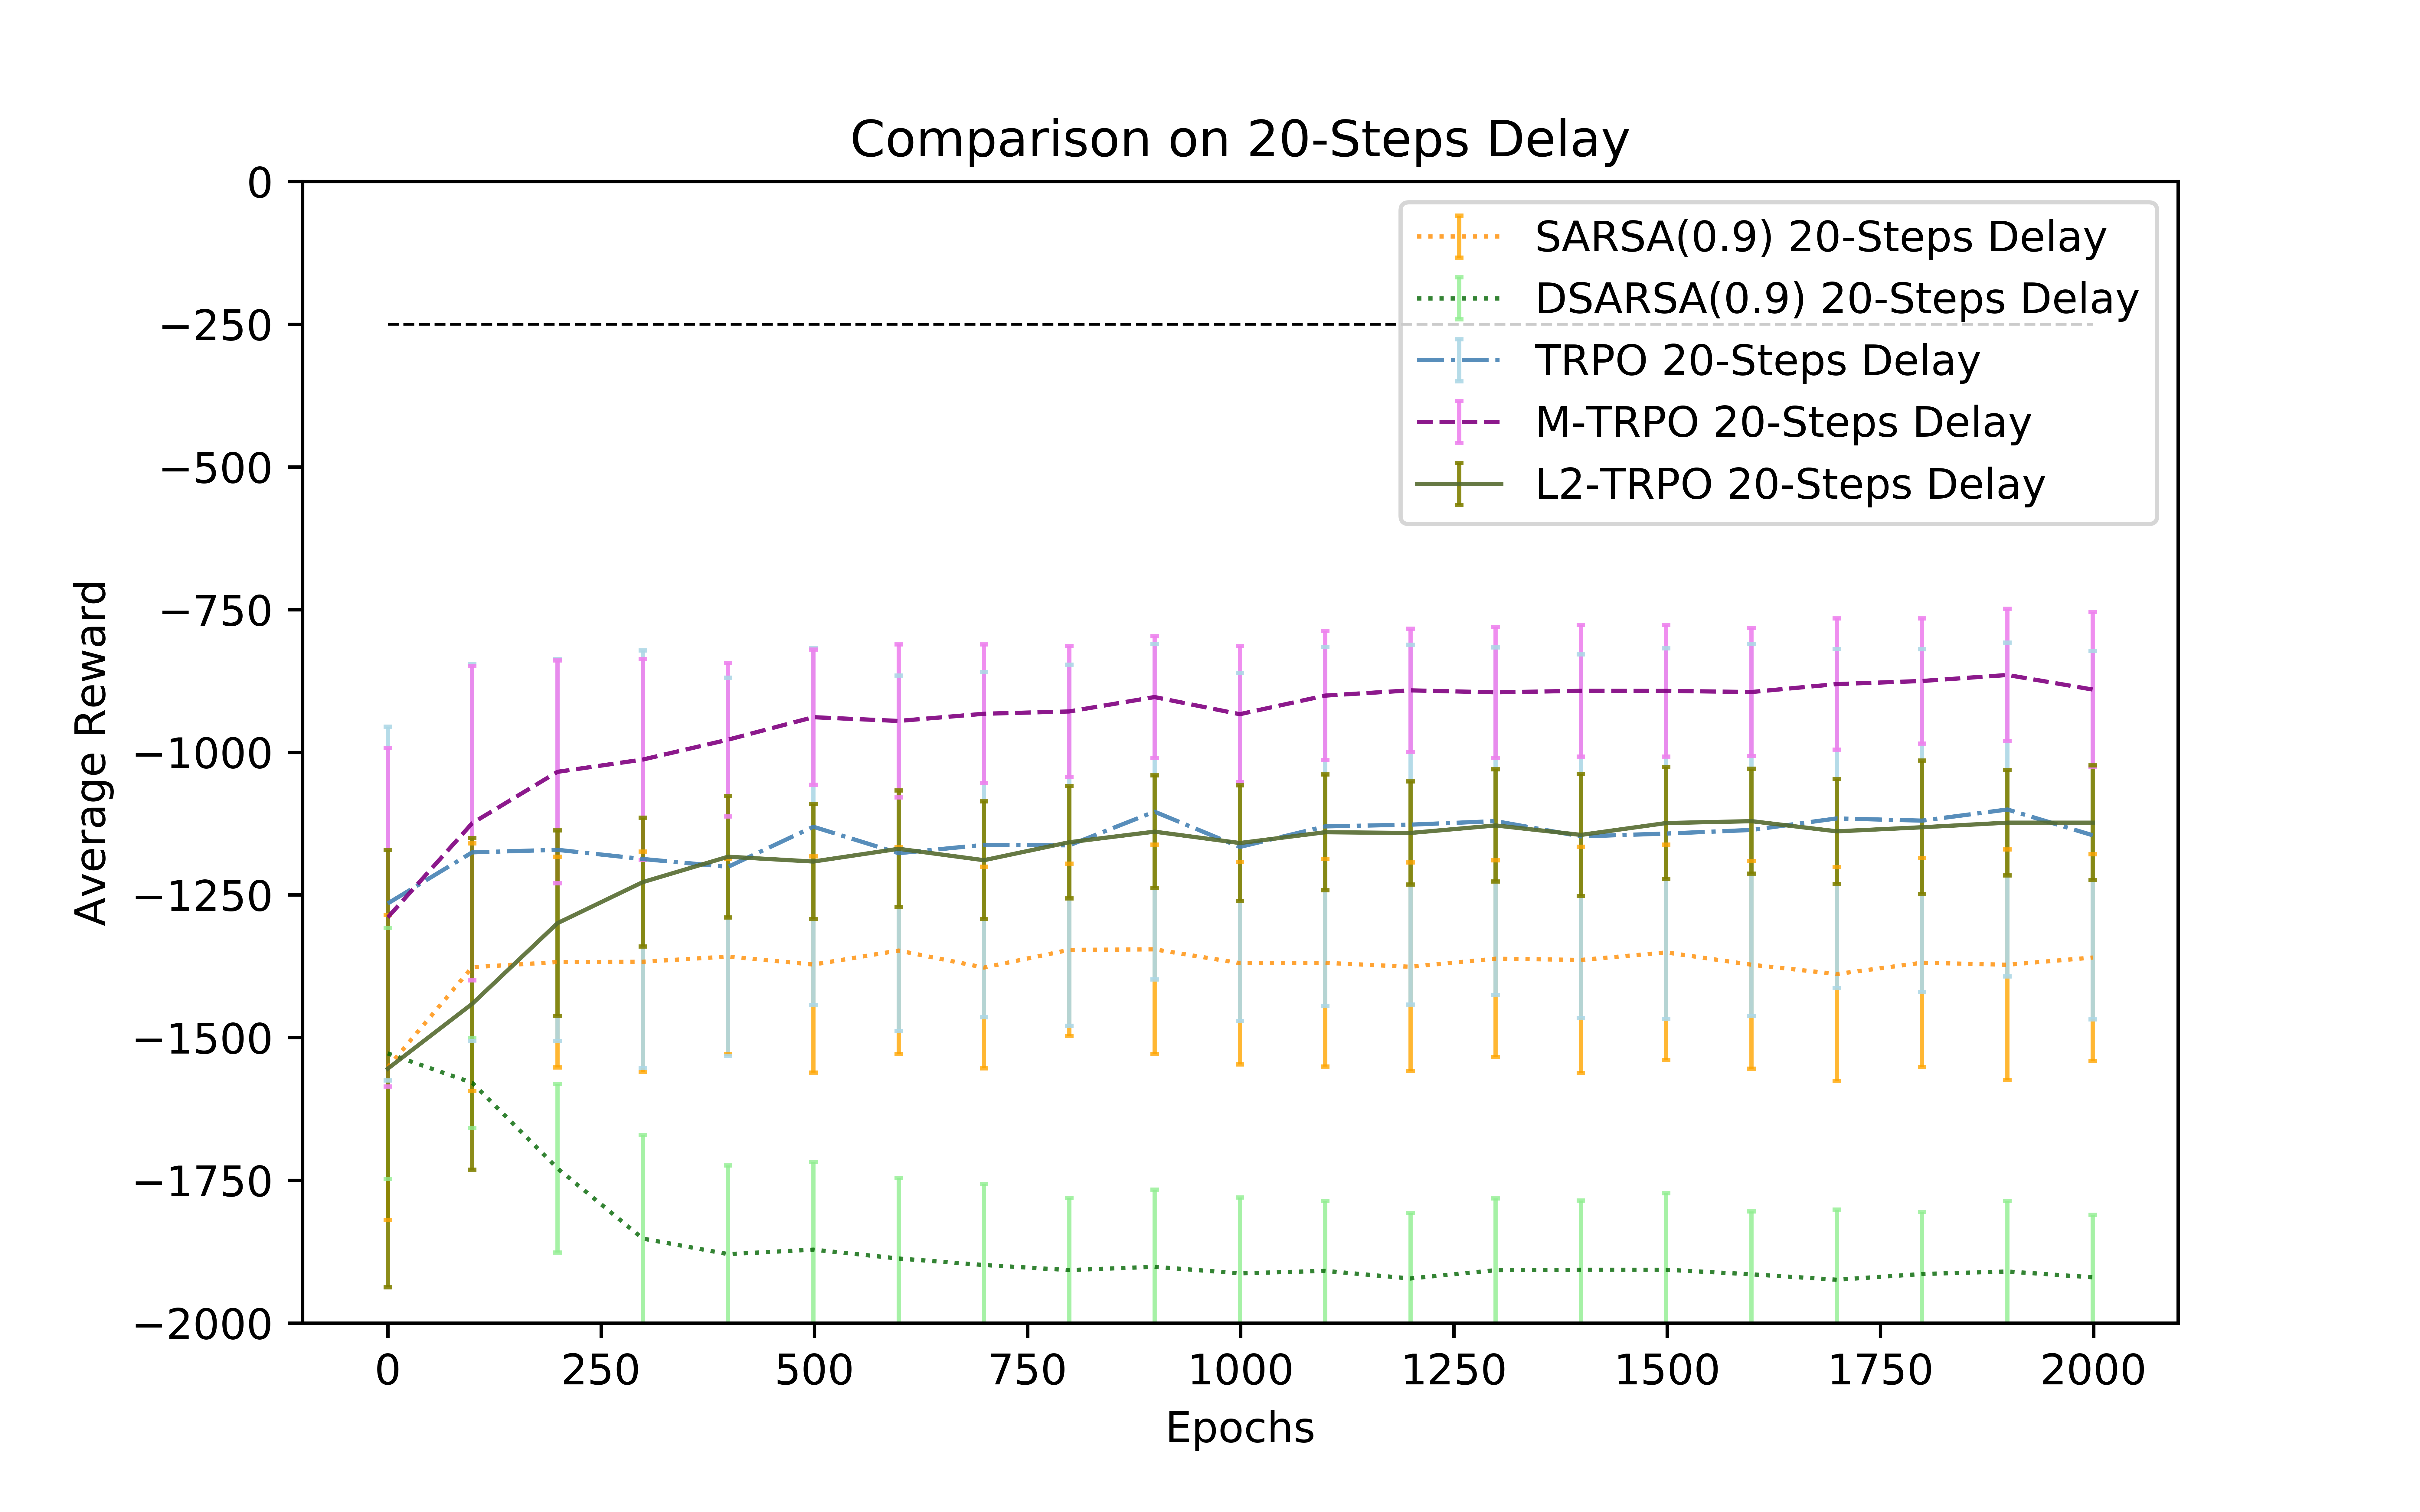 Comparison on 20-Steps Delay
0
−250
−500
−750
−1000
−1250
−1500
−1750
−2000
Average Reward
SARSA(0.9) 20-Steps Delay
DSARSA(0.9) 20-Steps Delay
TRPO 20-Steps Delay
M-TRPO 20-Steps Delay
L2-TRPO 20-Steps Delay
0 250 500 750 1000 1250 1500 1750 2000
Epochs